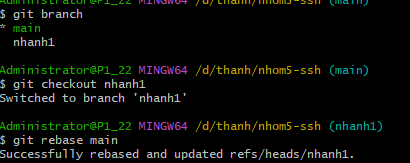 $ git branch
* main
  nhanh1
Administrator@P1_22 MINGW64 /d/thanh/nhom5-ssh (main)
$ git checkout nhanh1
Switched to branch 'nhanh1'
Administrator@P1_22 MINGW64 /d/thanh/nhom5-ssh (nhanh1)
$ git rebase main
Successfully rebased and updated refs/heads/nhanh1.